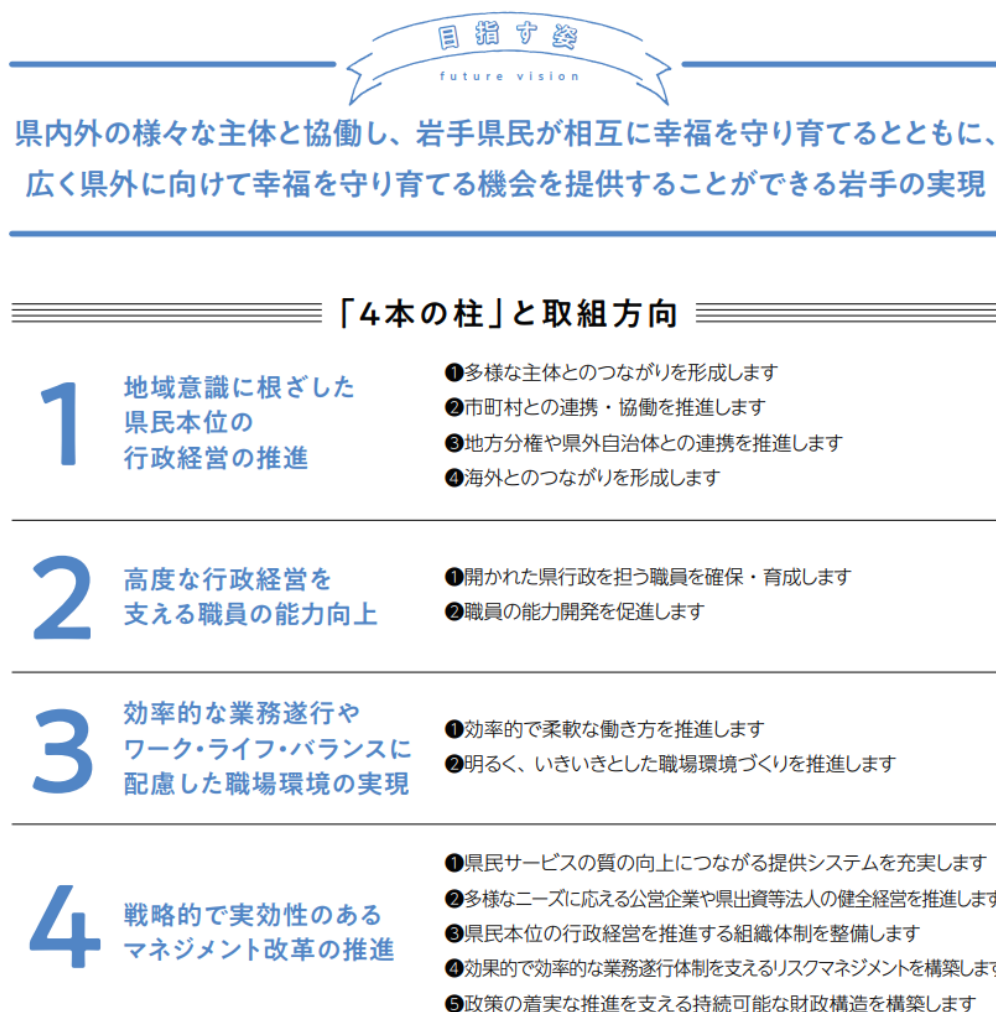 目指す姿
future vision
県内外の様々な主体と協働し、岩手県民が相互に幸福を守り育てるとともに、
広く県外に向けて幸福を守り育てる機会を提供することができる岩手の実現
「4本の柱」と取組方向
1
地域意識に根ざした
県民本位の
行政経営の推進
❶多様な主体とのつながりを形成します
❷市町村との連携・協働を推進します
❸地方分権や県外自治体との連携を推進します
❹海外とのつながりを形成します
2
高度な行政経営を
支える職員の能力向上
❶開かれた県行政を担う職員を確保・育成します
❷職員の能力開発を促進します
3
効率的な業務遂行や
ワーク・ライフ・バランスに
配慮した職場環境の実現
❶効率的で柔軟な働き方を推進します
❷明るく、いきいきとした職場環境づくりを推進します
4
戦略的で実効性のある
マネジメント改革の推進
❶県民サービスの質の向上につながる提供システムを充実します
❷多様なニーズに応える公営企業や県出資等法人の健全経営を推進します
❸県民本位の行政経営を推進する組織体制を整備します
❹効果的で効率的な業務遂行体制を支えるリスクマネジメントを構築します
❺政策の着実な推進を支える持続可能な財政構造を構築します